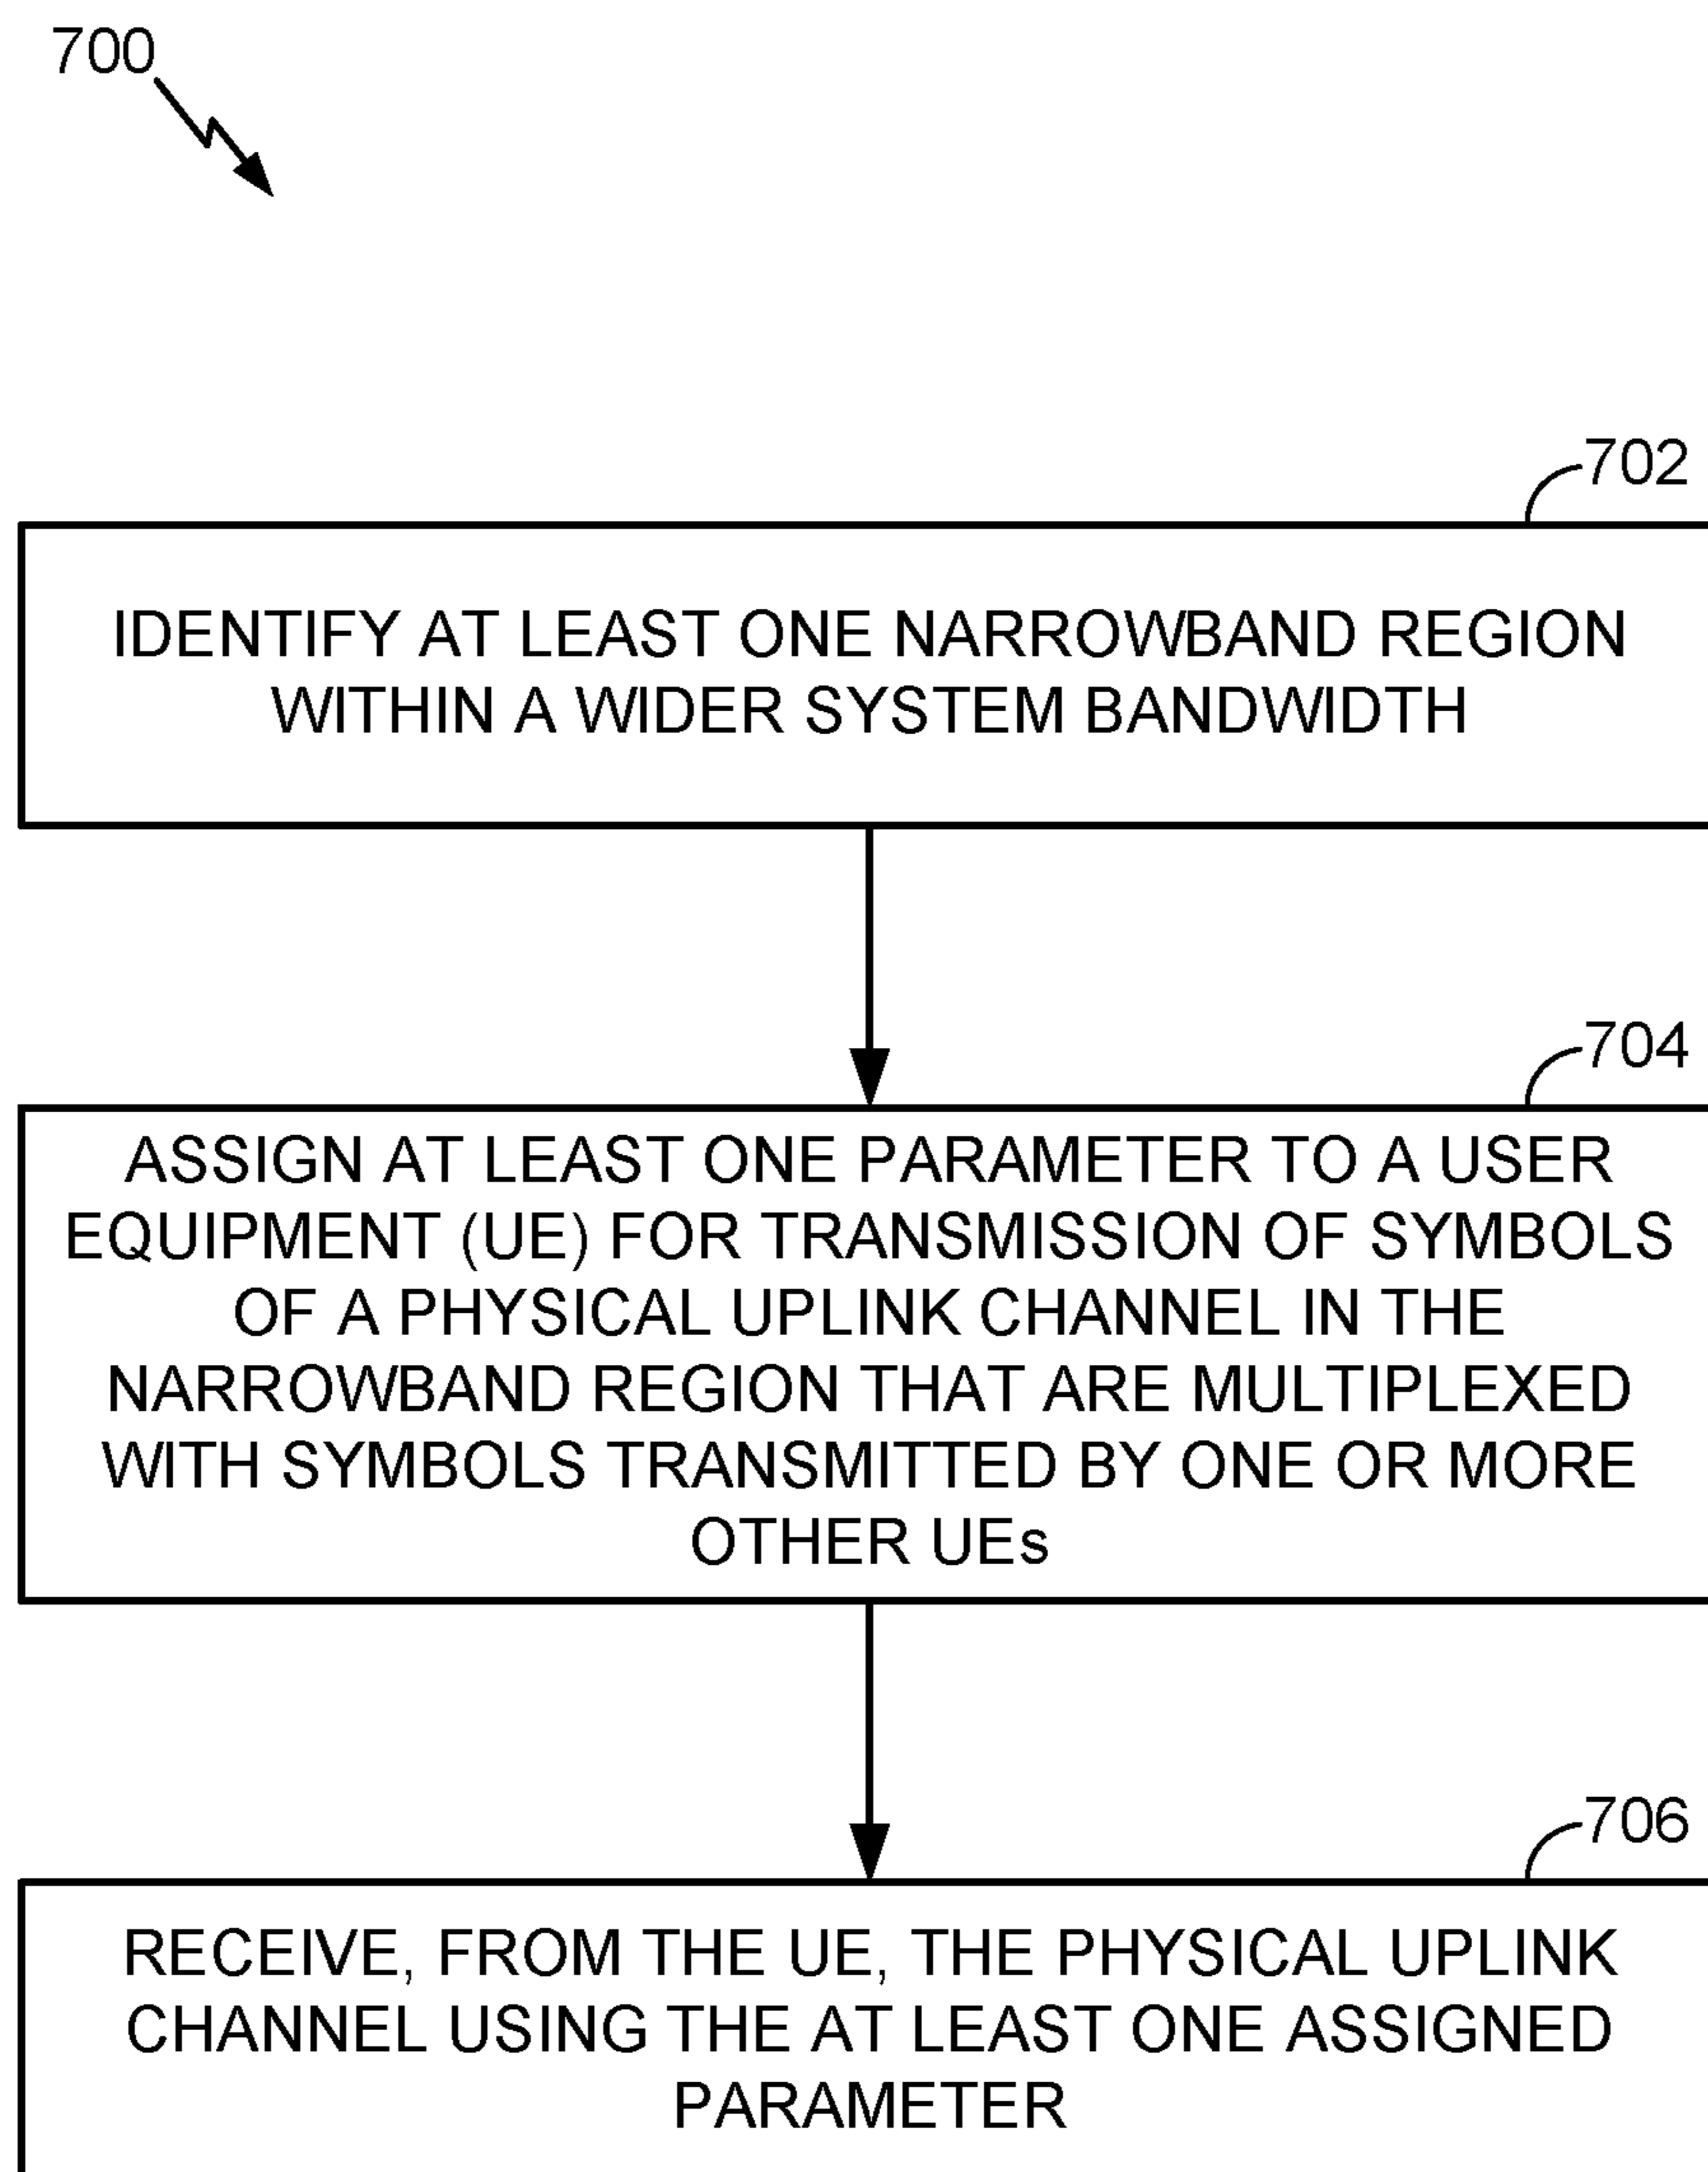 700
702
IDENTIFY AT LEAST ONE NARROWBAND REGION
WITHIN A WIDER SYSTEM BANDWIDTH
704
ASSIGN AT LEAST ONE PARAMETER TO A USER
EQUIPMENT (UE) FOR TRANSMISSION OF SYMBOLS
OF A PHYSICAL UPLINK CHANNEL IN THE
NARROWBAND REGION THAT ARE MULTIPLEXED
WITH SYMBOLS TRANSMITTED BY ONE OR MORE
OTHER UEs
706
RECEIVE, FROM THE UE, THE PHYSICAL UPLINK
CHANNEL USING THE AT LEAST ONE ASSIGNED
PARAMETER